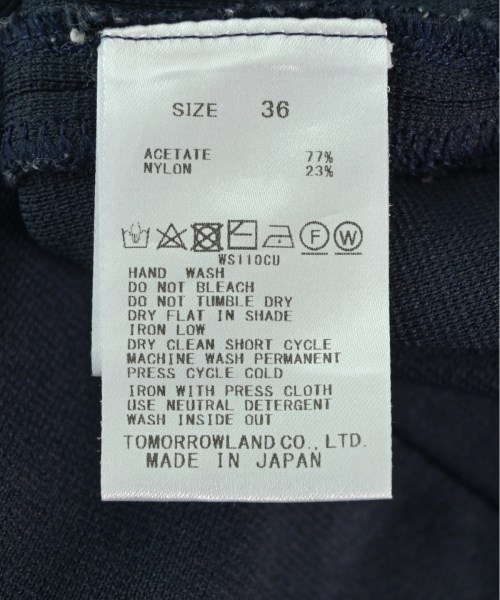 SIZE 36
ACETATE 77%
NYLON 23%
F W
WS110CU
HAND WASH
DO NOT BLEACH
DO NOT TUMBLE DRY
DRY FLAT IN SHADE
IRON LOW
DRY CLEAN SHORT CYCLE
MACHINE WASH PERMANENT
PRESS CYCLE COLD
IRON WITH PRESS CLOTH
USE NEUTRAL DETERGENT
WASH INSIDE OUT
TOMORROWLAND CO., LTD.
MADE IN JAPAN